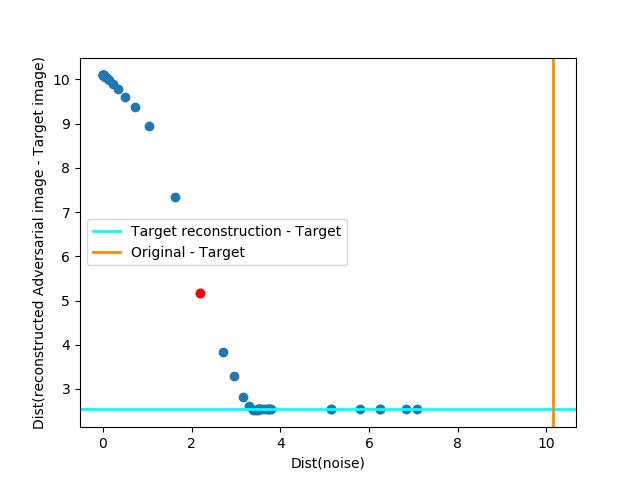 Dist(reconstructed Adversarial image - Target image)
10
9
8
7
6
5
4
3
Target reconstruction - Target
Original - Target
0 2 4 6 8 10
Dist(noise)